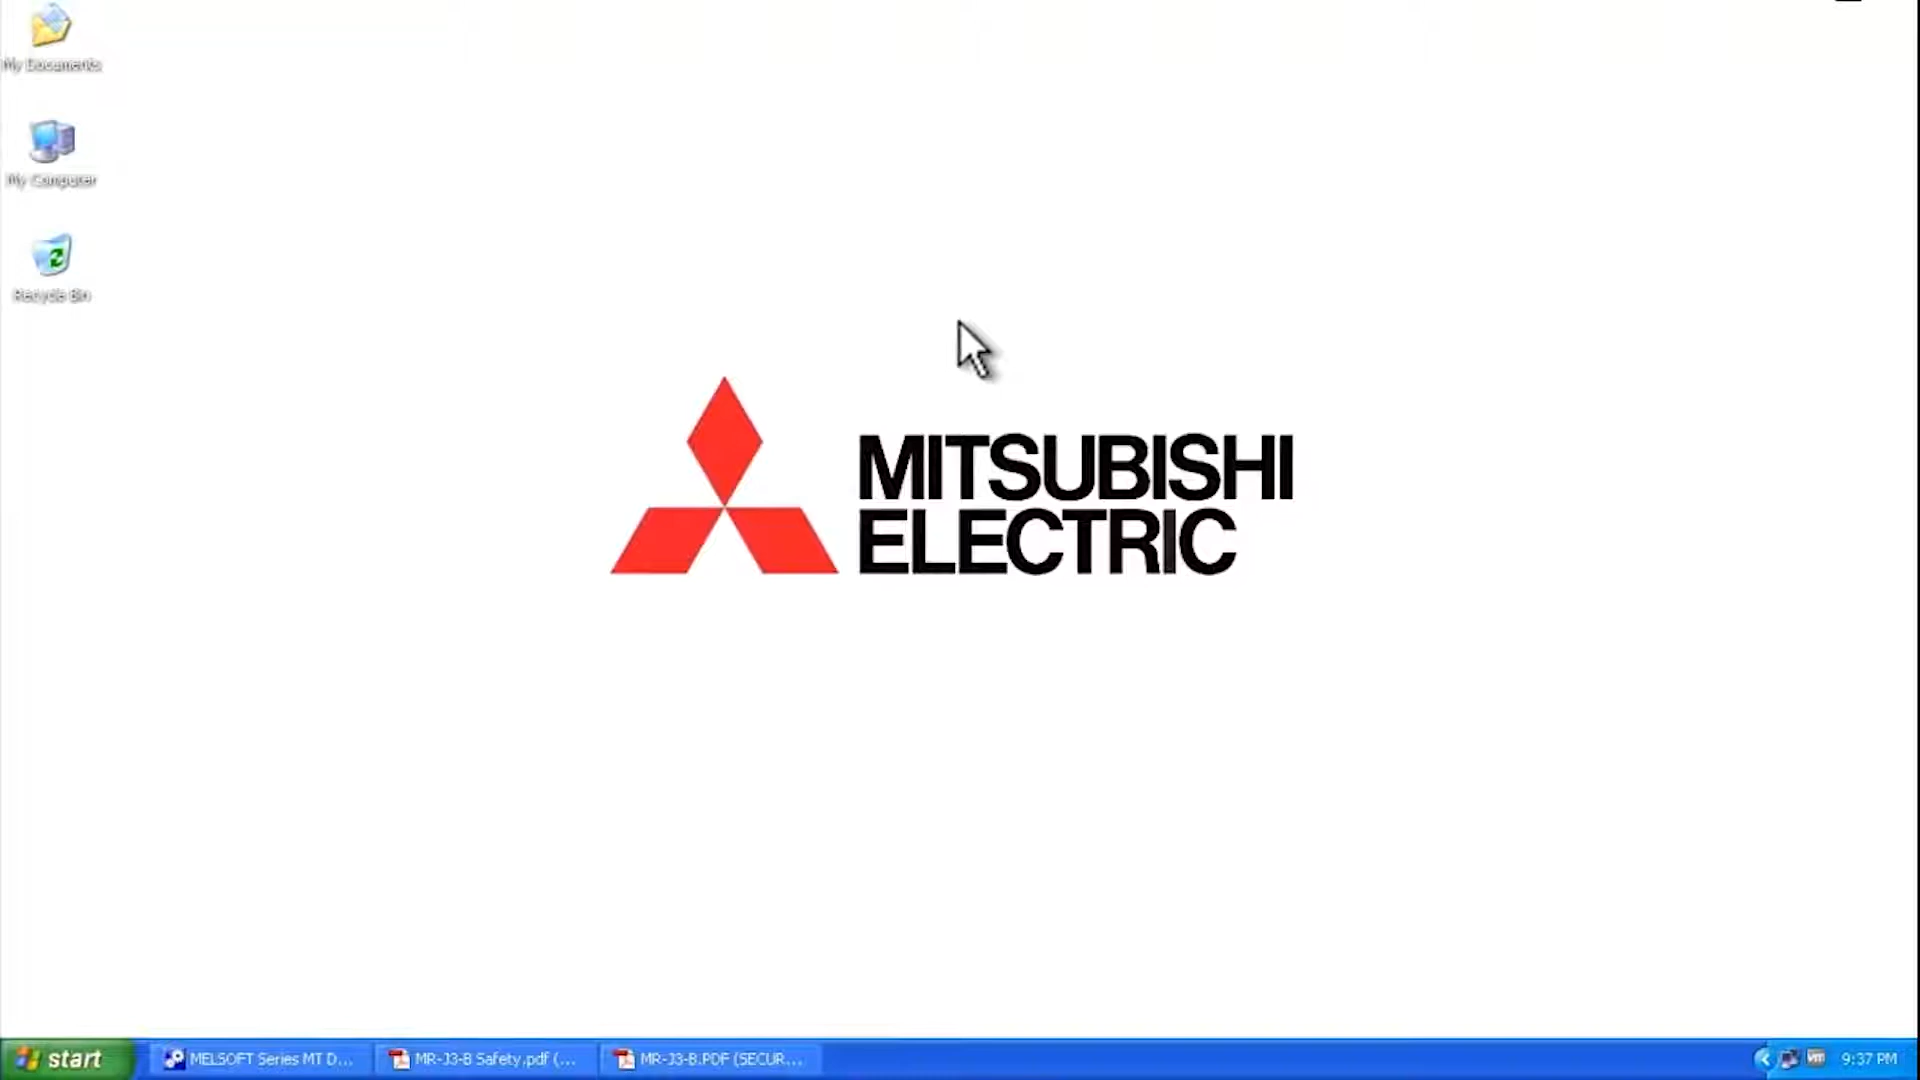 My Documents
My Computer
Recycle Bin
MITSUBISHI
ELECTRIC
start
MELSOFT Series MT D...
MR-J3-B Safety.pdf (...
MR-J3-B.PDF (SECUR...
9:37 PM